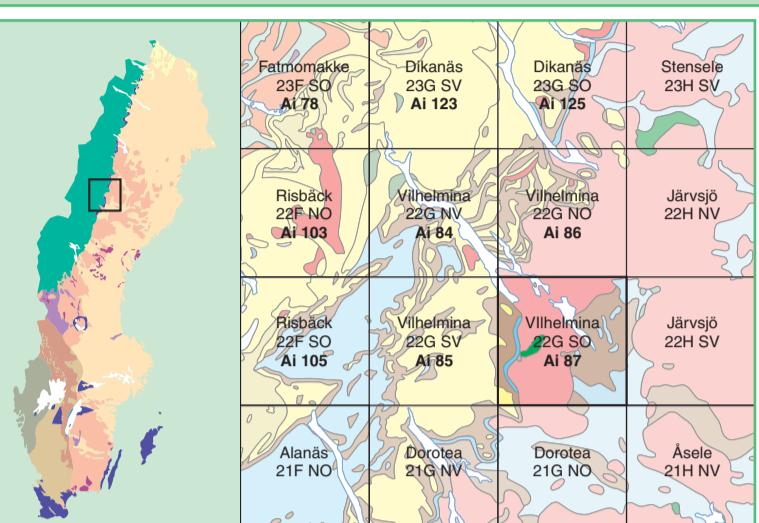 Fatmomakke
23F SO
Ai 78
Dikanäs
23G SV
Ai 123
Dikanäs
23G SO
Ai 125
Stensele
23H SV
Risbäck
22F NO
Ai 103
Vilhelmina
22G NV
Ai 84
Vilhelmina
22G NO
Ai 86
Järvsjö
22H NV
Risbäck
22F SO
Ai 105
Vilhelmina
22G SV
Ai 85
VIlhelmina
22G SO
Ai 87
Järvsjö
22H SV
Alanäs
21F NO
Dorotea
21G NV
Dorotea
21G NO
Åsele
21H NV